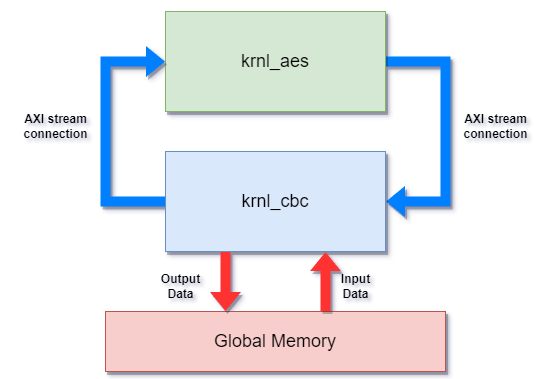 krnl_aes
AXI stream
connection
AXI stream
connection
krnl_cbc
Output
Data
Input
Data
Global Memory